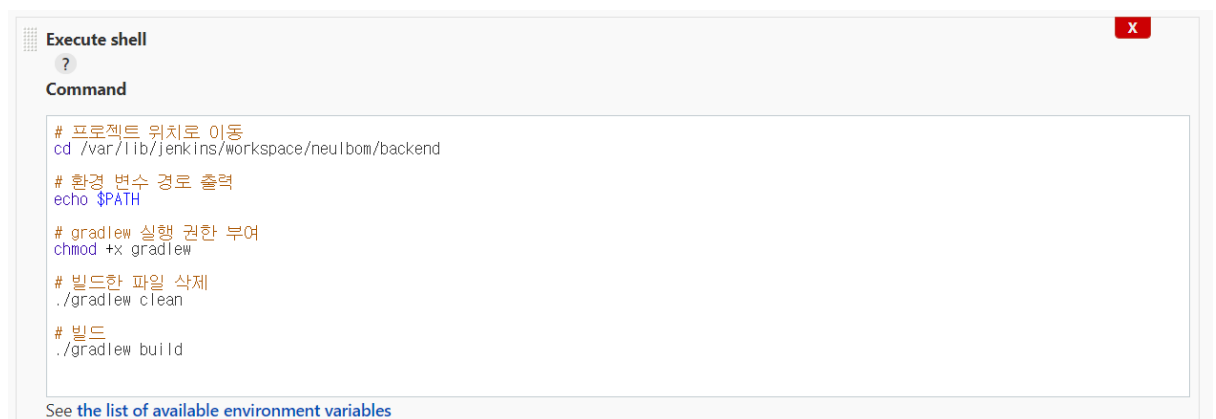 Execute shell
X
?
Command
# 프로젝트 위치로 이동
cd /var/lib/jenkins/workspace/neulbom/backend
# 환경 변수 경로 출력
echo $PATH
# gradlew 실행 권한 부여
chmod +x gradlew
# 빌드한 파일 삭제
./gradlew clean
# 빌드
./gradlew build
See the list of available environment variables